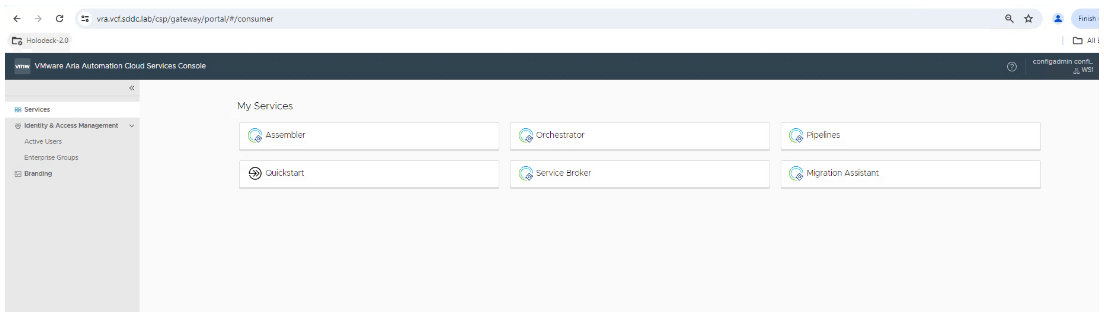 vra.vcf.sddc.lab/csp/gateway/portal/#/consumer
Finish
Holodeck-2.0
All
vmw VMware Aria Automation Cloud Services Console
configadmin confi...
WS1
Services
Identity & Access Management
Active Users
Enterprise Groups
Branding
My Services
Assembler
Orchestrator
Pipelines
Quickstart
Service Broker
Migration Assistant